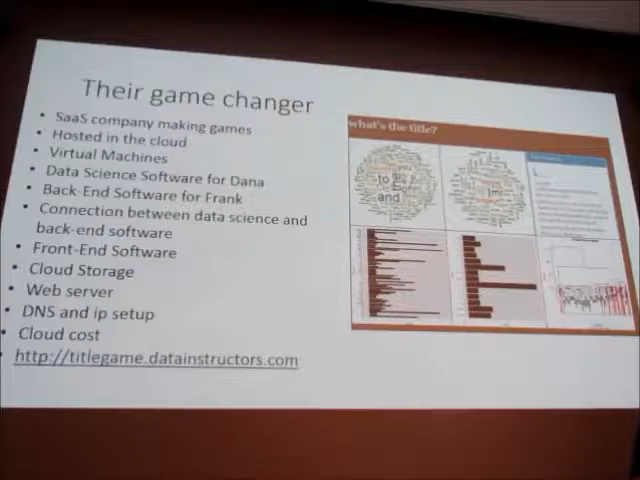 Their game changer
• SaaS company making games
• Hosted in the cloud
• Virtual Machines
• Data Science Software for Dana
• Back-End Software for Frank
• Connection between data science and
back-end software
• Front-End Software
• Cloud Storage
• Web server
• DNS and ip setup
• Cloud cost
• http://titlegame.datainstructors.com
what's the title?
to
and